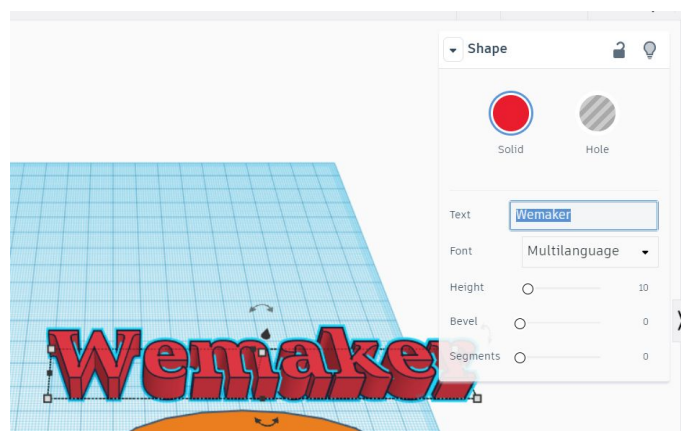 Shape
Solid
Hole
Text
Wemaker
Font
Multilanguage
Height
10
Bevel
0
Segments
0
Wemaker